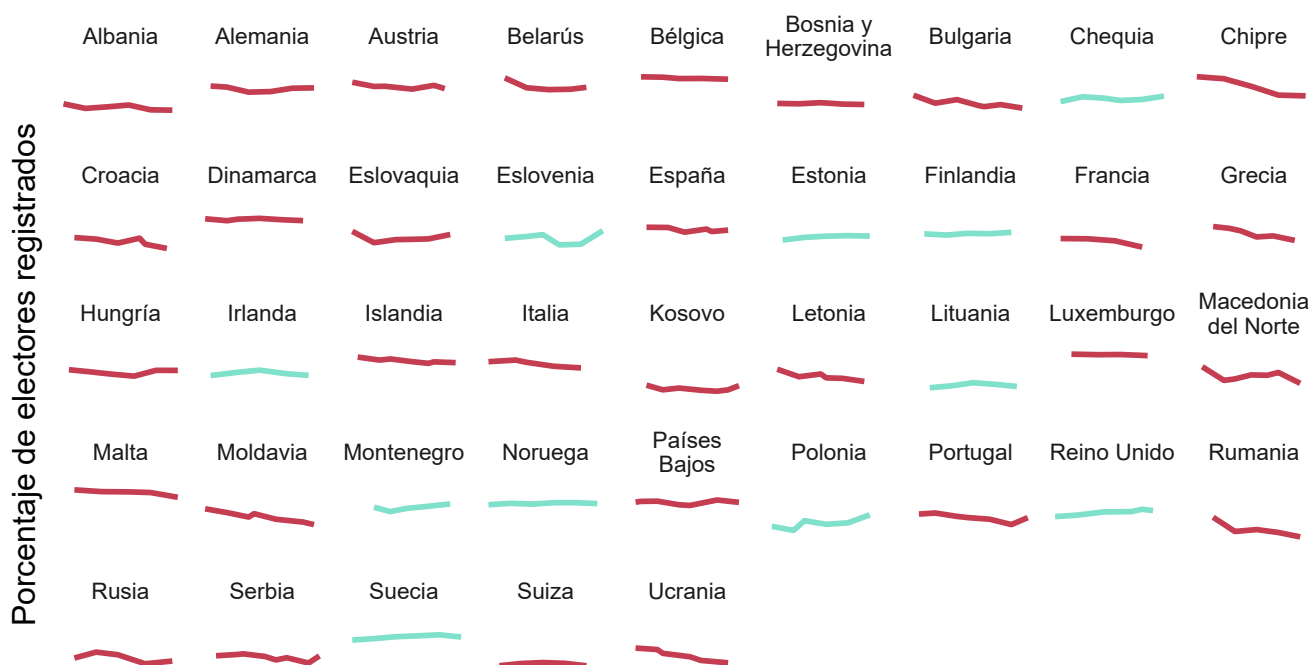 Porcentaje de electores registrados
Albania
Alemania
Austria
Belarús
Bélgica
Bosnia y
Herzegovina
Bulgaria
Chequia
Chipre
Croacia
Dinamarca
Eslovaquia
Eslovenia
España
Estonia
Finlandia
Francia
Grecia
Hungría
Irlanda
Islandia
Italia
Kosovo
Letonia
Lituania
Luxemburgo
Macedonia
del Norte
Malta
Moldavia
Montenegro
Noruega
Países
Bajos
Polonia
Portugal
Reino Unido
Rumania
Rusia
Serbia
Suecia
Suiza
Ucrania